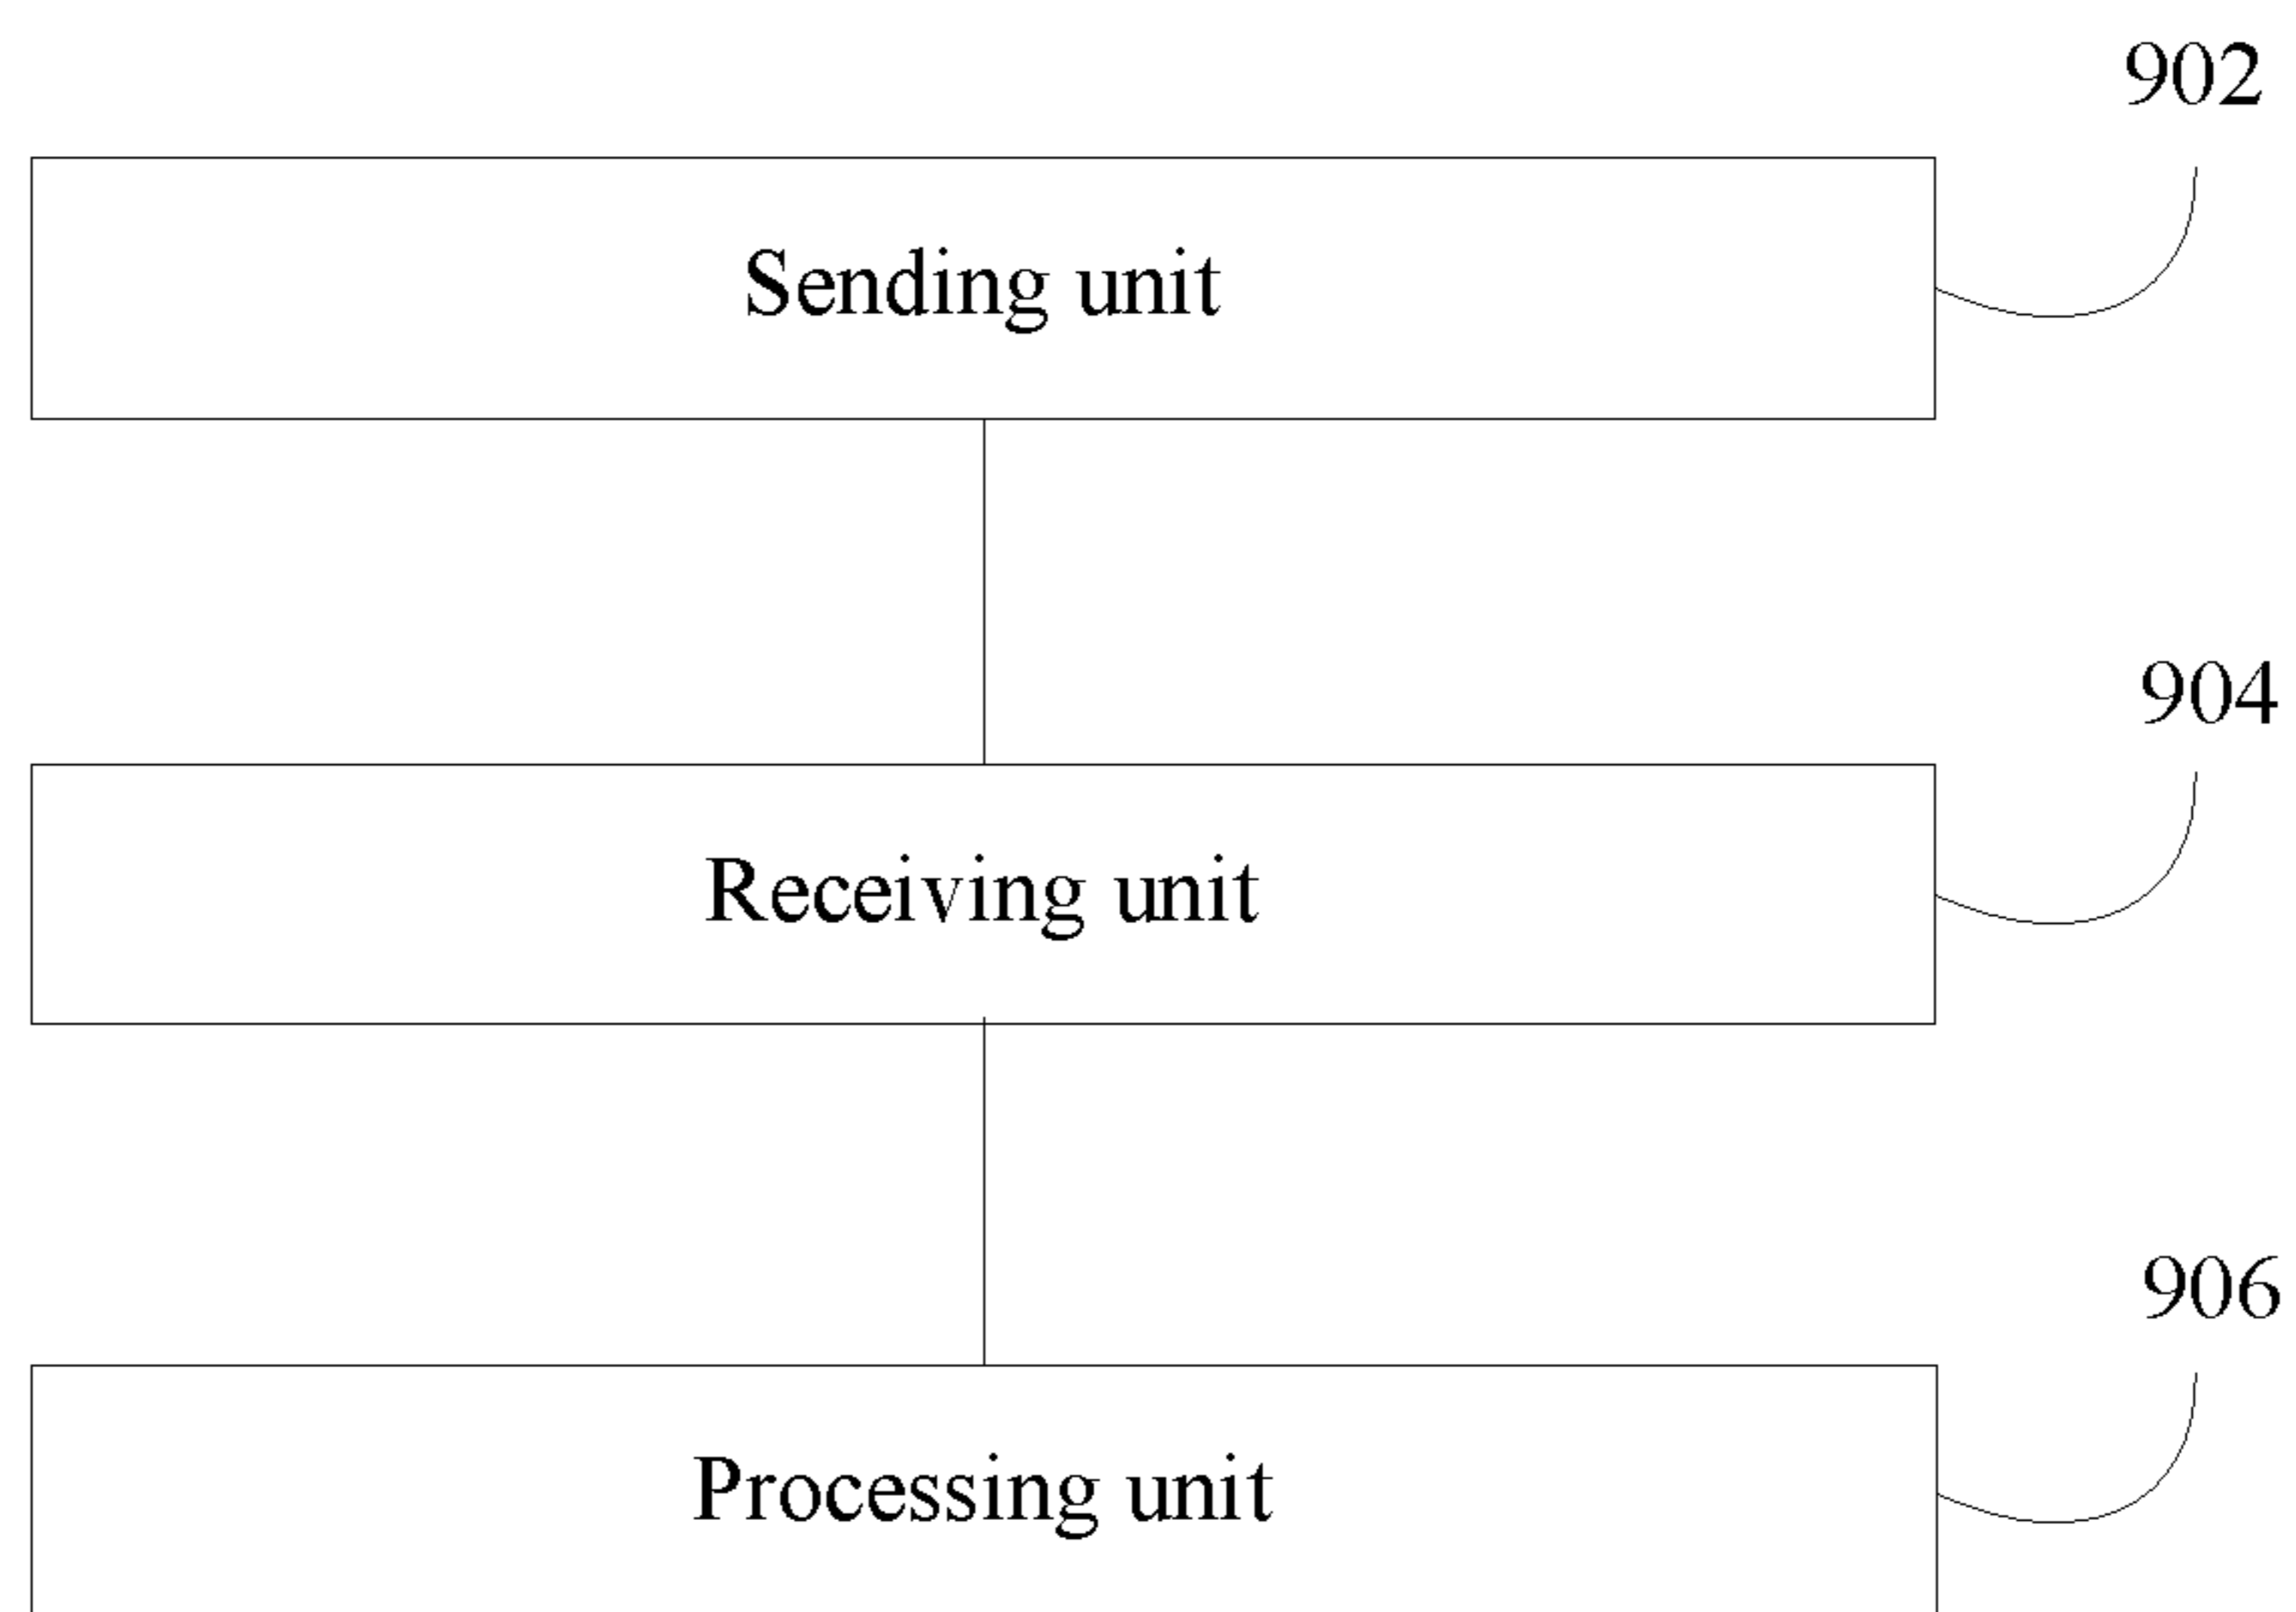 902
Sending unit
904
Receiving unit
906
Processing unit